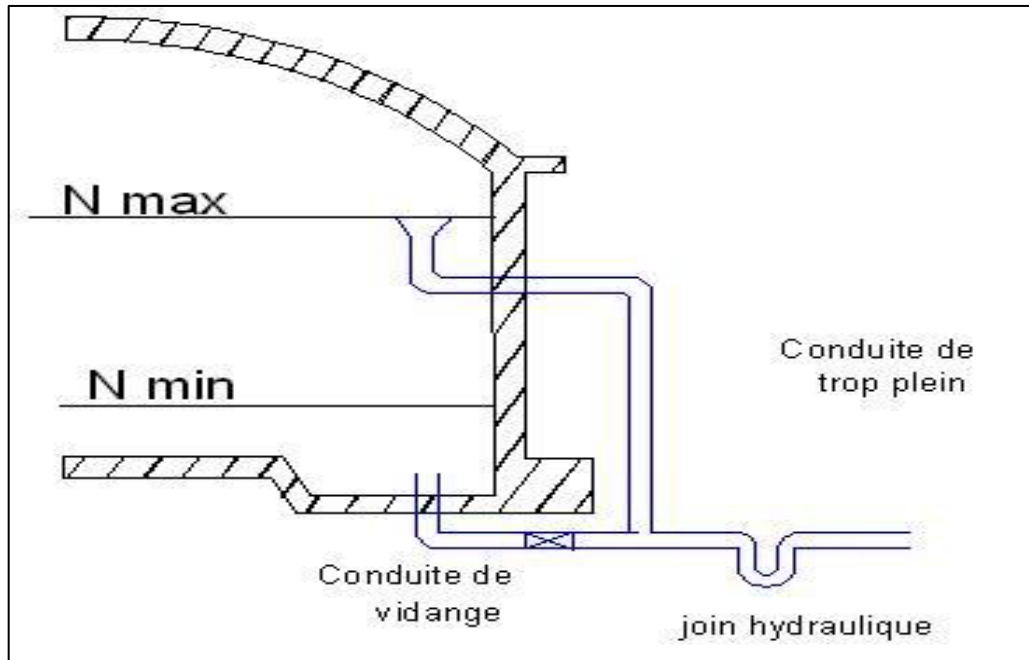 N max
N min
Conduite de
trop plein
Conduite de
vidange
join hydraulique